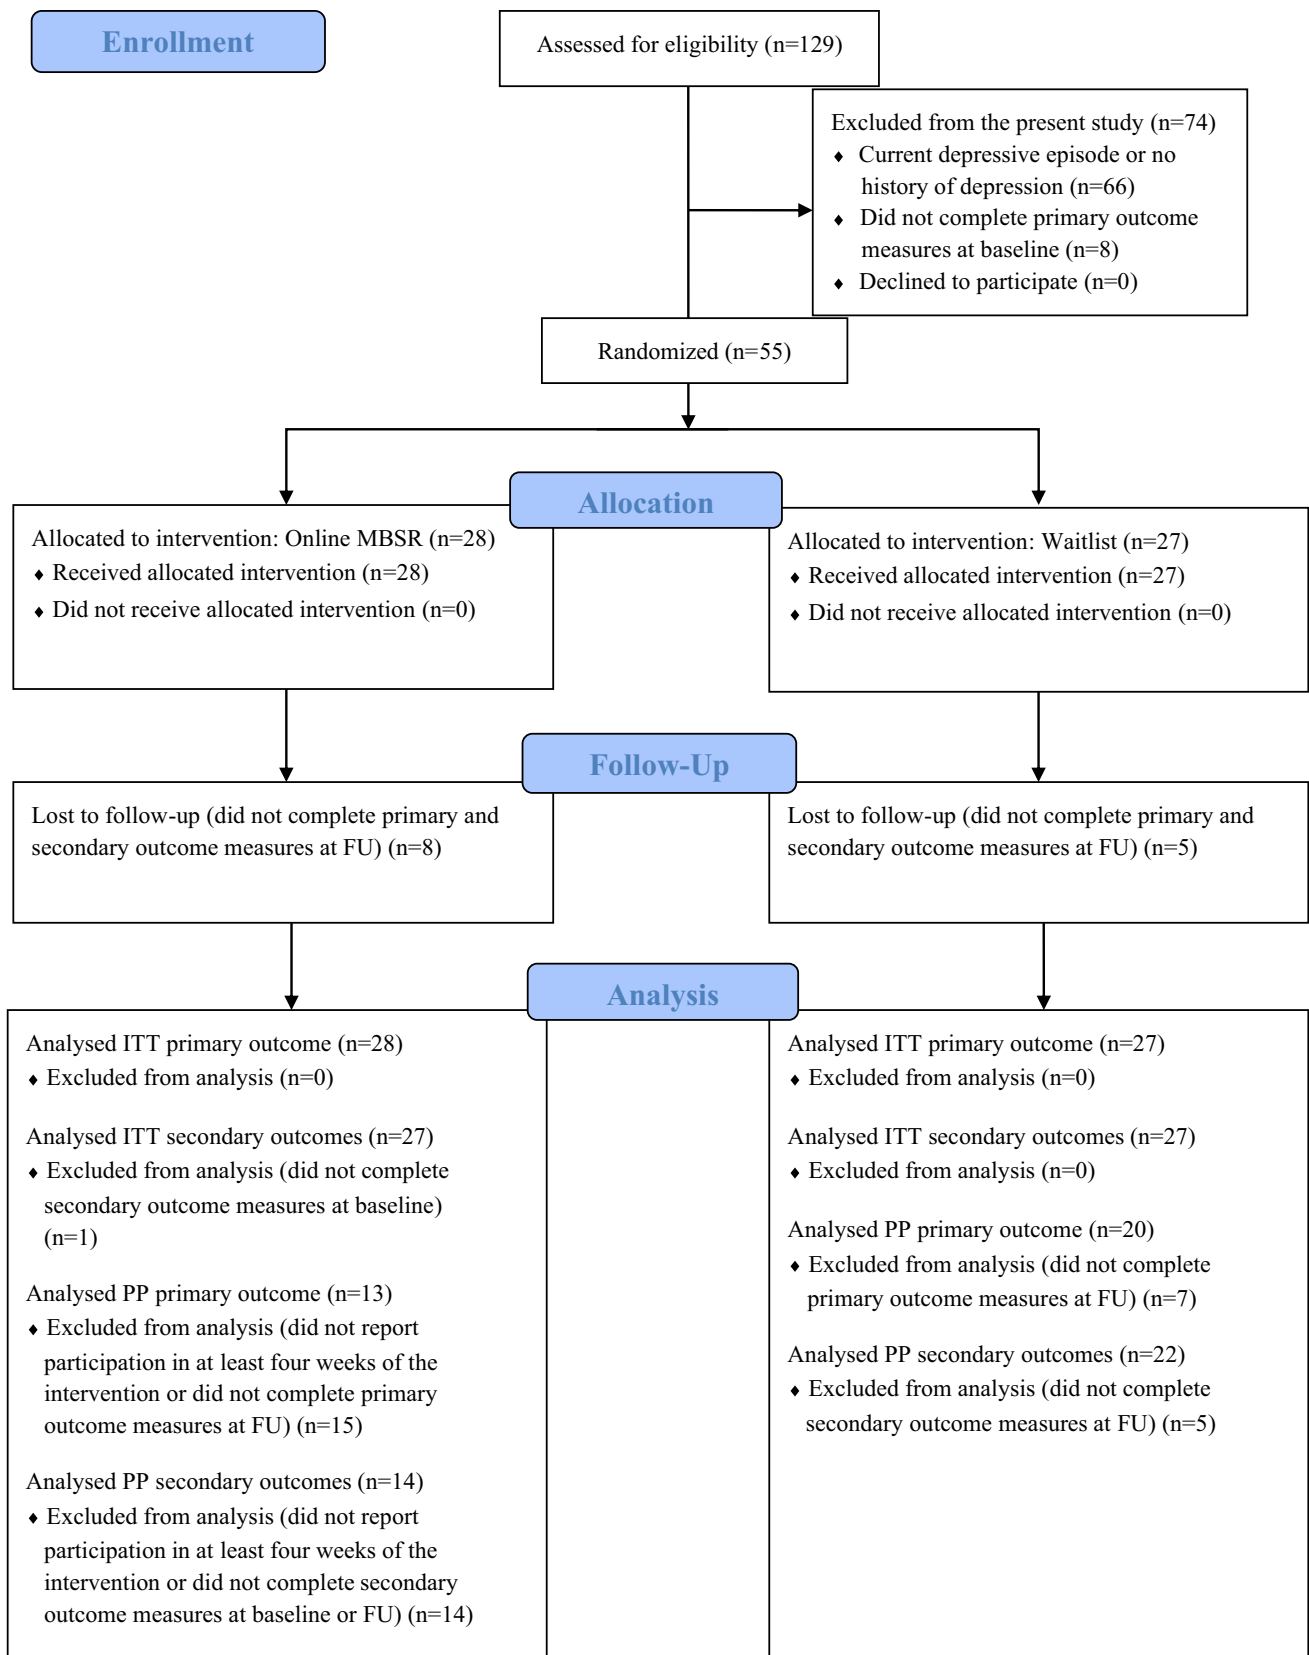 Enrollment
Assessed for eligibility (n=129)
Excluded from the present study (n=74)
♦ Current depressive episode or no
history of depression (n=66)
♦ Did not complete primary outcome
measures at baseline (n=8)
♦ Declined to participate (n=0)
Randomized (n=55)
Allocation
Allocated to intervention: Online MBSR (n=28)
♦ Received allocated intervention (n=28)
♦ Did not receive allocated intervention (n=0)
Allocated to intervention: Waitlist (n=27)
♦ Received allocated intervention (n=27)
♦ Did not receive allocated intervention (n=0)
Follow-Up
Lost to follow-up (did not complete primary and
secondary outcome measures at FU) (n=8)
Lost to follow-up (did not complete primary and
secondary outcome measures at FU) (n=5)
Analysis
Analysed ITT primary outcome (n=28)
♦ Excluded from analysis (n=0)
Analysed ITT secondary outcomes (n=27)
♦ Excluded from analysis (did not complete
secondary outcome measures at baseline)
(n=1)
Analysed PP primary outcome (n=13)
♦ Excluded from analysis (did not report
participation in at least four weeks of the
intervention or did not complete primary
outcome measures at FU) (n=15)
Analysed PP secondary outcomes (n=14)
♦ Excluded from analysis (did not report
participation in at least four weeks of the
intervention or did not complete secondary
outcome measures at baseline or FU) (n=14)
Analysed ITT primary outcome (n=27)
♦ Excluded from analysis (n=0)
Analysed ITT secondary outcomes (n=27)
♦ Excluded from analysis (n=0)
Analysed PP primary outcome (n=20)
♦ Excluded from analysis (did not complete
primary outcome measures at FU) (n=7)
Analysed PP secondary outcomes (n=22)
♦ Excluded from analysis (did not complete
secondary outcome measures at FU) (n=5)